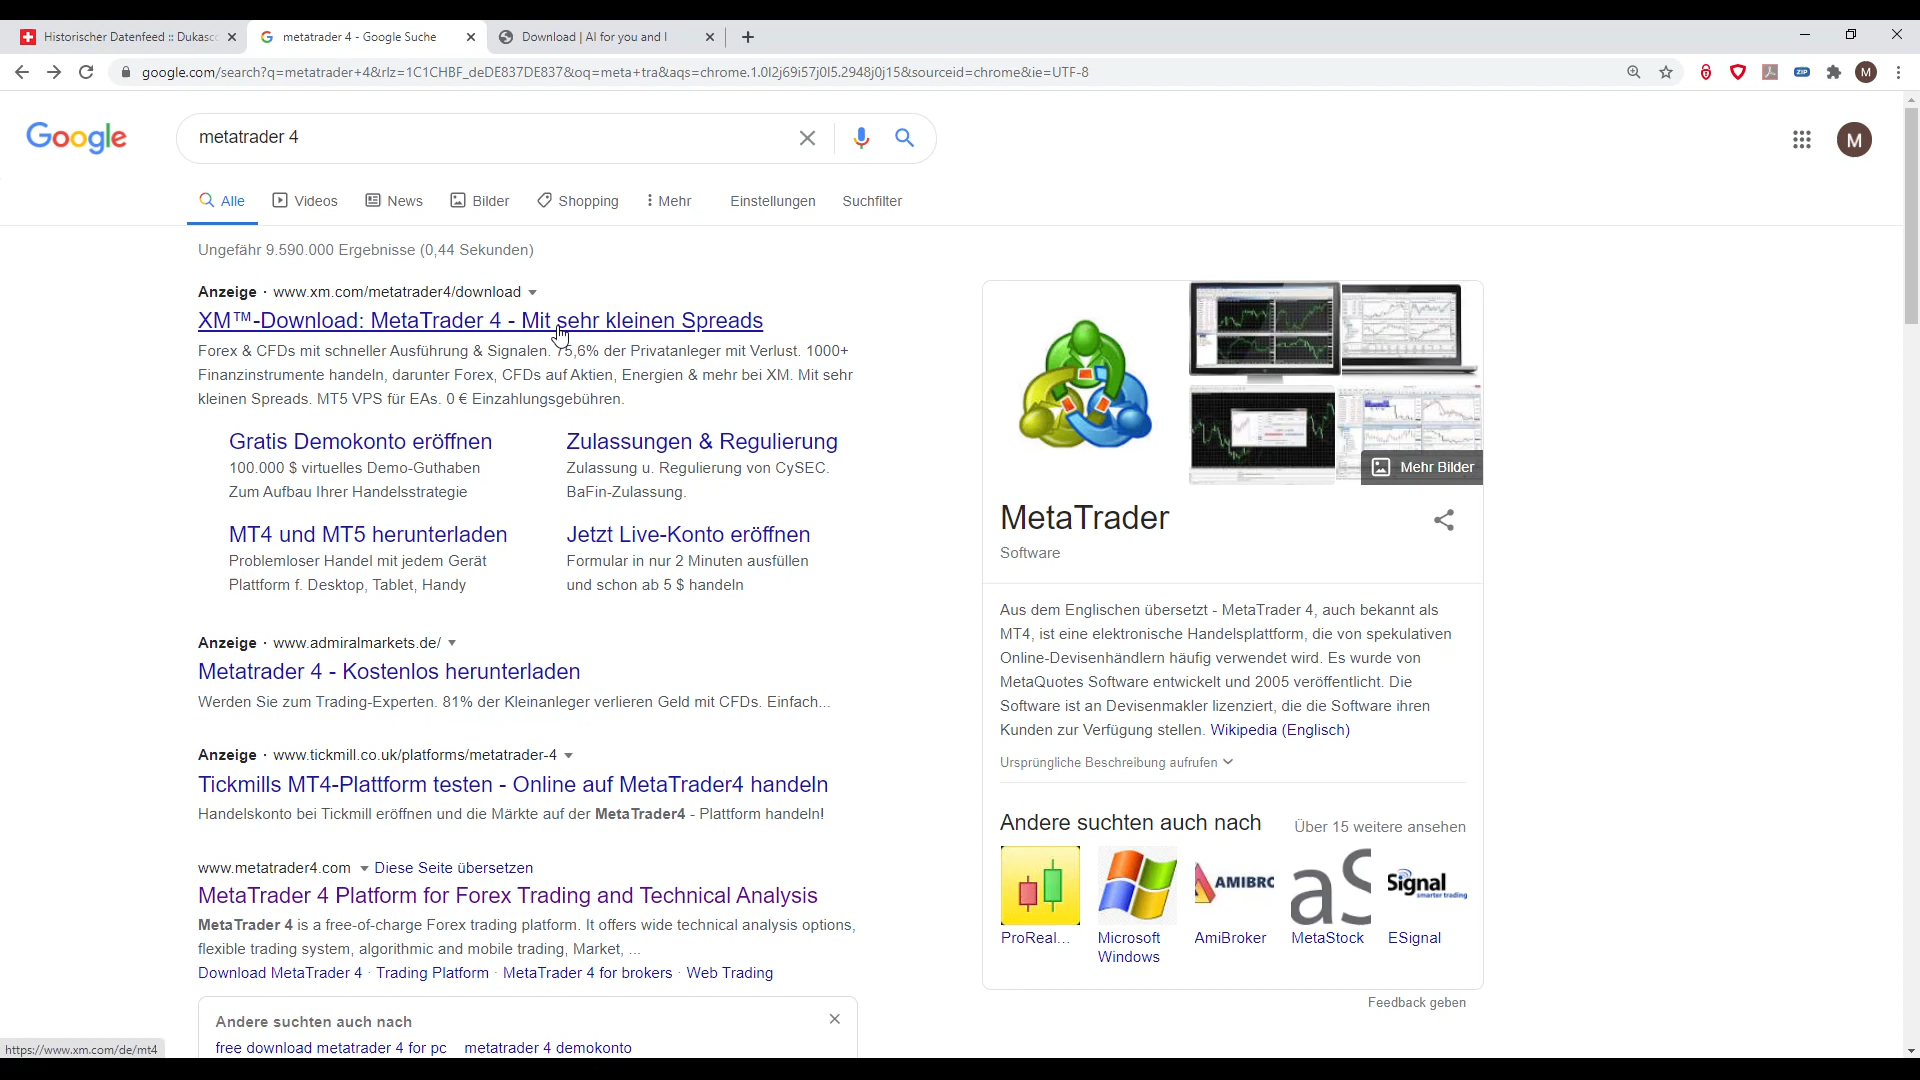 Historischer Datenfeed :: Dukasc
metatrader 4 - Google Suche
Download | AI for you and I
google.com/search?q=metatrader+4&rlz=1C1CHBF_deDE837DE837&oq=meta+tra&aqs=chrome.1.0l2j69i57j0l5.2948j0j15&sourceid=chrome&ie=UTF-8
ZIP
M
Google
metatrader 4
M
Alle
Videos
News
Bilder
Shopping
Mehr
Einstellungen
Suchfilter
Ungefähr 9.590.000 Ergebnisse (0,44 Sekunden)
Anzeige · www.xm.com/metatrader4/download
XM™-Download: MetaTrader 4 - Mit sehr kleinen Spreads
Forex & CFDs mit schneller Ausführung & Signalen. 75,6% der Privatanleger mit Verlust. 1000+
Finanzinstrumente handeln, darunter Forex, CFDs auf Aktien, Energien & mehr bei XM. Mit sehr
kleinen Spreads. MT5 VPS für EAs. 0 € Einzahlungsgebühren.
Gratis Demokonto eröffnen
100.000 $ virtuelles Demo-Guthaben
Zum Aufbau Ihrer Handelsstrategie
Zulassungen & Regulierung
Zulassung u. Regulierung von CySEC.
BaFin-Zulassung.
MT4 und MT5 herunterladen
Problemloser Handel mit jedem Gerät
Plattform f. Desktop, Tablet, Handy
Jetzt Live-Konto eröffnen
Formular in nur 2 Minuten ausfüllen
und schon ab 5 $ handeln
Anzeige · www.admiralmarkets.de/
Metatrader 4 - Kostenlos herunterladen
Werden Sie zum Trading-Experten. 81% der Kleinanleger verlieren Geld mit CFDs. Einfach...
Anzeige · www.tickmill.co.uk/platforms/metatrader-4
Tickmills MT4-Plattform testen - Online auf MetaTrader4 handeln
Handelskonto bei Tickmill eröffnen und die Märkte auf der MetaTrader4 - Plattform handeln!
www.metatrader4.com Diese Seite übersetzen
MetaTrader 4 Platform for Forex Trading and Technical Analysis
MetaTrader 4 is a free-of-charge Forex trading platform. It offers wide technical analysis options,
flexible trading system, algorithmic and mobile trading, Market, ...
Download MetaTrader 4 · Trading Platform · MetaTrader 4 for brokers · Web Trading
Andere suchten auch nach
free download metatrader 4 for pc
metatrader 4 demokonto
https://www.xm.com/de/mt4
Mehr Bilder
MetaTrader
Software
Aus dem Englischen übersetzt - MetaTrader 4, auch bekannt als
MT4, ist eine elektronische Handelsplattform, die von spekulativen
Online-Devisenhändlern häufig verwendet wird. Es wurde von
MetaQuotes Software entwickelt und 2005 veröffentlicht. Die
Software ist an Devisenmakler lizenziert, die die Software ihren
Kunden zur Verfügung stellen. Wikipedia (Englisch)
Ursprüngliche Beschreibung aufrufen
Andere suchten auch nach
Über 15 weitere ansehen
AMIBRC
aS
Signal
smarter trading
ProReal...
Microsoft
Windows
AmiBroker
MetaStock
ESignal
Feedback geben